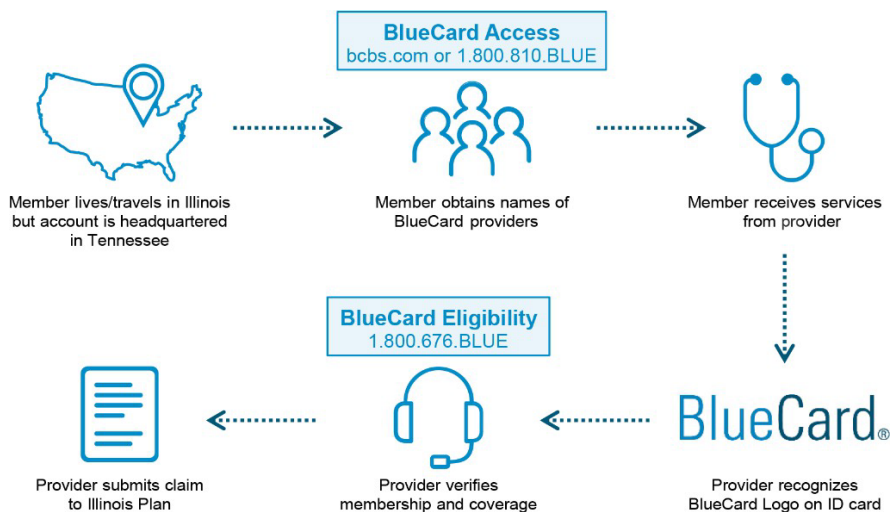 BlueCard Access
bcbs.com or 1.800.810.BLUE
Member lives/travels in Illinois
but account is headquartered
in Tennessee
Member obtains names of
BlueCard providers
Member receives services
from provider
BlueCard®
Provider recognizes
BlueCard Logo on ID card
BlueCard Eligibility
1.800.676.BLUE
Provider verifies
membership and coverage
Provider submits claim
to Illinois Plan